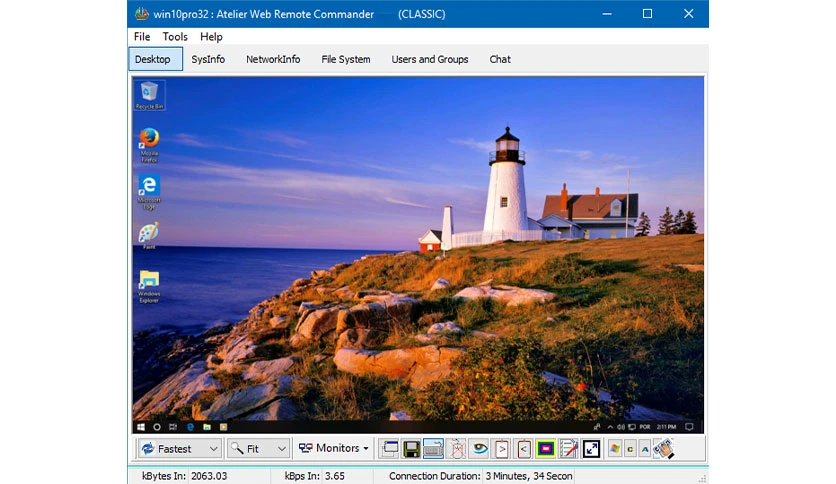 win10pro32 : Atelier Web Remote Commander (CLASSIC)
File Tools Help
Desktop SysInfo NetworkInfo File System Users and Groups Chat
Recycle Bin
Mozilla
Firefox
Microsoft
Edge
Paint
Windows
Explorer
POR 2:11 PM
Fastest Fit Monitors C A
kBytes In: 2063.03 kBps In: 3.65 Connection Duration: 3 Minutes, 34 Secon